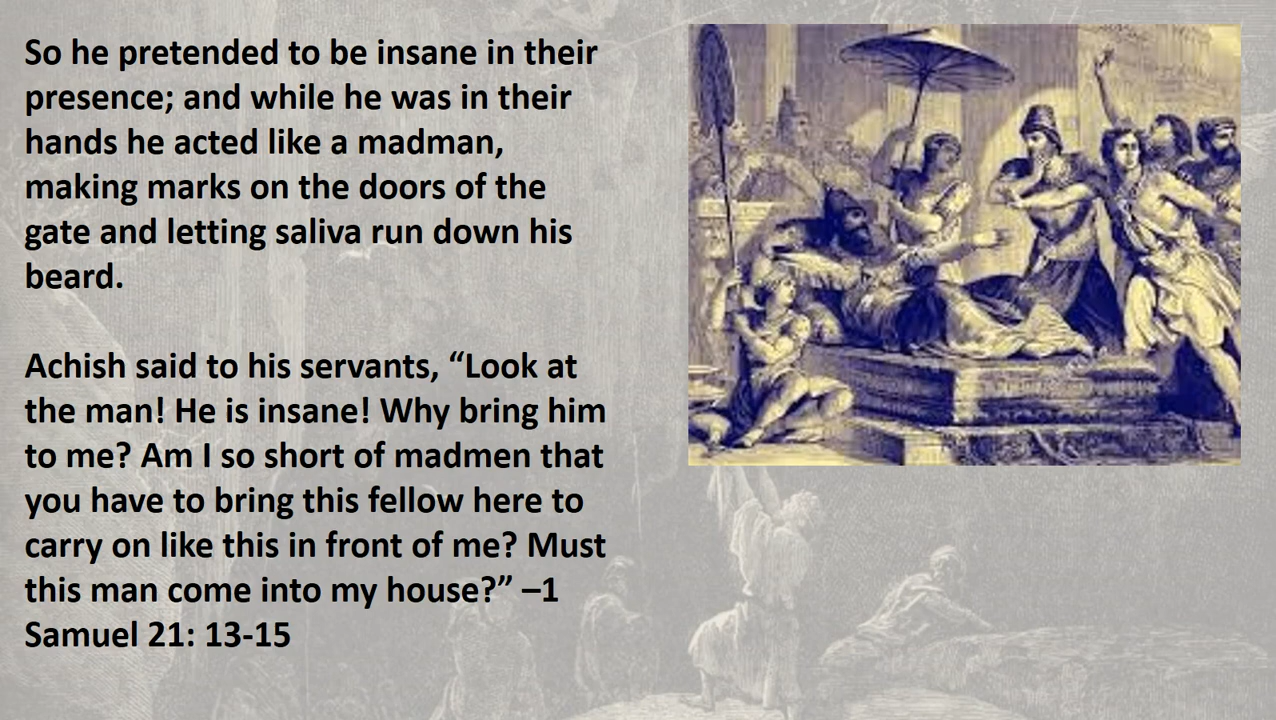 So he pretended to be insane in their
presence; and while he was in their
hands he acted like a madman,
making marks on the doors of the
gate and letting saliva run down his
beard.
Achish said to his servants, “Look at
the man! He is insane! Why bring him
to me? Am I so short of madmen that
you have to bring this fellow here to
carry on like this in front of me? Must
this man come into my house?” –1
Samuel 21: 13-15